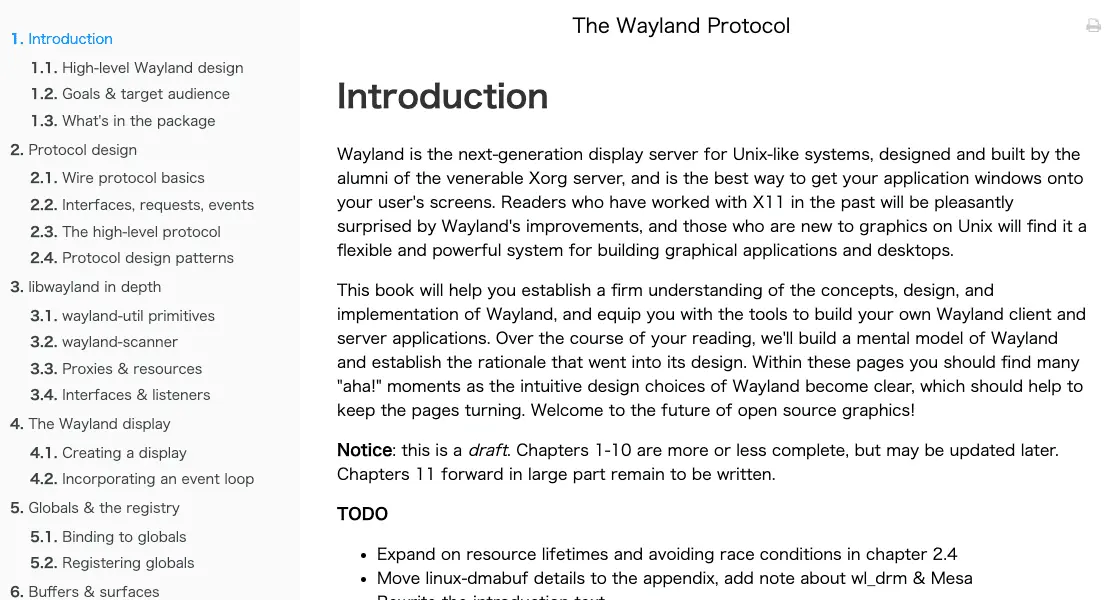 1. Introduction
1.1. High-level Wayland design
1.2. Goals & target audience
1.3. What's in the package
2. Protocol design
2.1. Wire protocol basics
2.2. Interfaces, requests, events
2.3. The high-level protocol
2.4. Protocol design patterns
3. libwayland in depth
3.1. wayland-util primitives
3.2. wayland-scanner
3.3. Proxies & resources
3.4. Interfaces & listeners
4. The Wayland display
4.1. Creating a display
4.2. Incorporating an event loop
5. Globals & the registry
5.1. Binding to globals
5.2. Registering globals
6. Buffers & surfaces
The Wayland Protocol
Introduction
Wayland is the next-generation display server for Unix-like systems, designed and built by the
alumni of the venerable Xorg server, and is the best way to get your application windows onto
your user's screens. Readers who have worked with X11 in the past will be pleasantly
surprised by Wayland's improvements, and those who are new to graphics on Unix will find it a
flexible and powerful system for building graphical applications and desktops.
This book will help you establish a firm understanding of the concepts, design, and
implementation of Wayland, and equip you with the tools to build your own Wayland client and
server applications. Over the course of your reading, we'll build a mental model of Wayland
and establish the rationale that went into its design. Within these pages you should find many
"aha!" moments as the intuitive design choices of Wayland become clear, which should help to
keep the pages turning. Welcome to the future of open source graphics!
Notice: this is a draft. Chapters 1-10 are more or less complete, but may be updated later.
Chapters 11 forward in large part remain to be written.
TODO
• Expand on resource lifetimes and avoiding race conditions in chapter 2.4
• Move linux-dmabuf details to the appendix, add note about wl_drm & Mesa
• Rewrite the introduction text